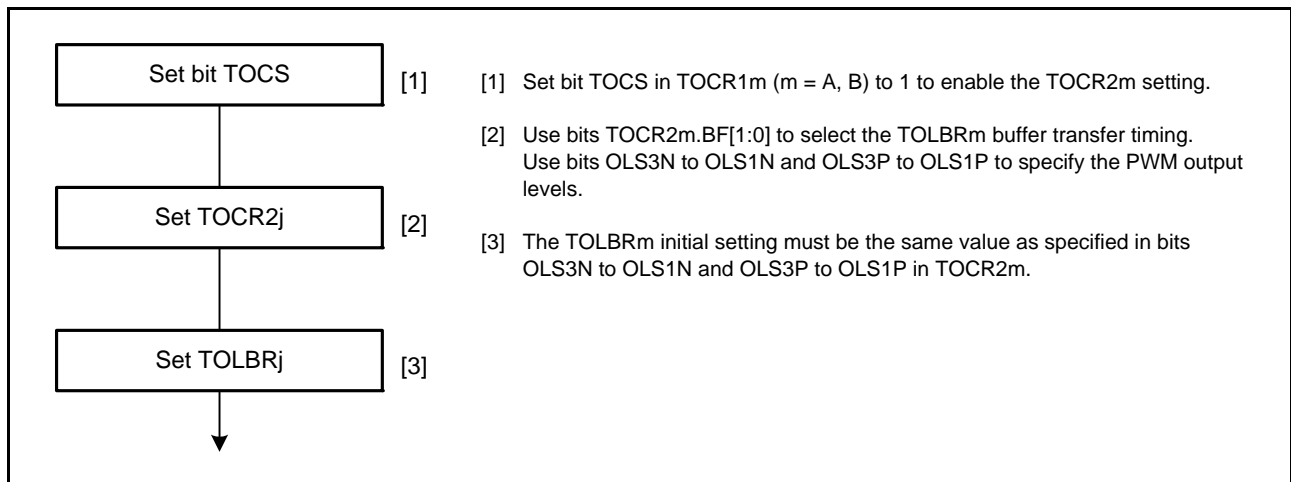 Set bit TOCS
[1]
[1] Set bit TOCS in TOCR1m (m = A, B) to 1 to enable the TOCR2m setting.
[2] Use bits TOCR2m.BF[1:0] to select the TOLBRm buffer transfer timing.
Use bits OLS3N to OLS1N and OLS3P to OLS1P to specify the PWM output
levels.
Set TOCR2j
[2]
[3] The TOLBRm initial setting must be the same value as specified in bits
OLS3N to OLS1N and OLS3P to OLS1P in TOCR2m.
Set TOLBRj
[3]